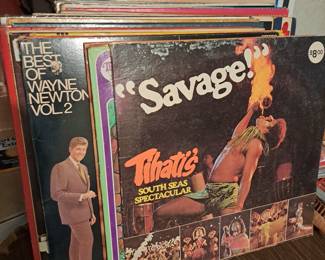 THE
BEST
OF
WAYNE
NEWTON
VOL 2
"Savage!"
$8.00
Tihati's
SOUTH SEAS
SPECTACULAR